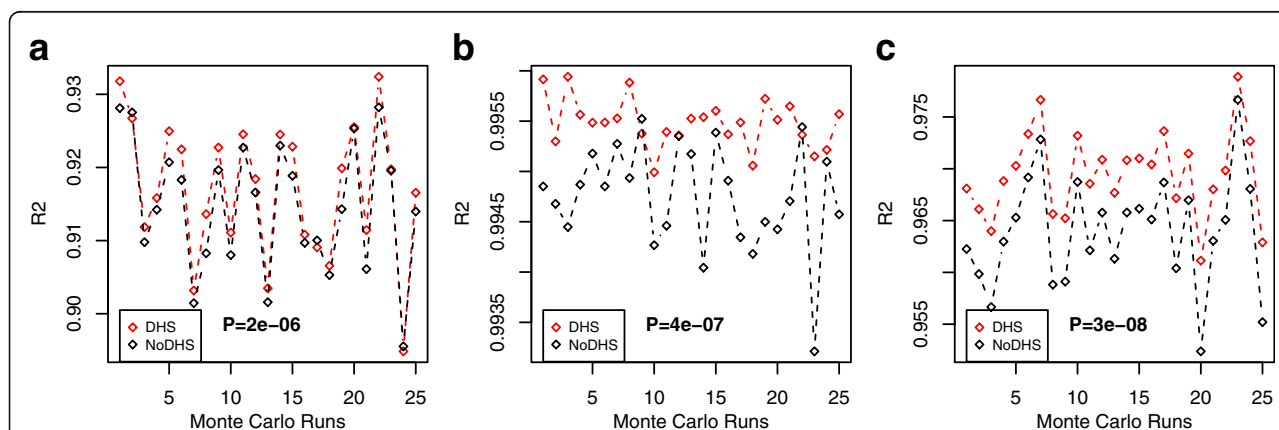 a
R2
0.93
0.92
0.91
0.90
DHS
NoDHS
P=2e−06
5 10 15 20 25
Monte Carlo Runs
b
R2
0.9955
0.9945
0.9935
DHS
NoDHS
P=4e−07
5 10 15 20 25
Monte Carlo Runs
c
R2
0.975
0.965
0.955
DHS
NoDHS
P=3e−08
5 10 15 20 25
Monte Carlo Runs